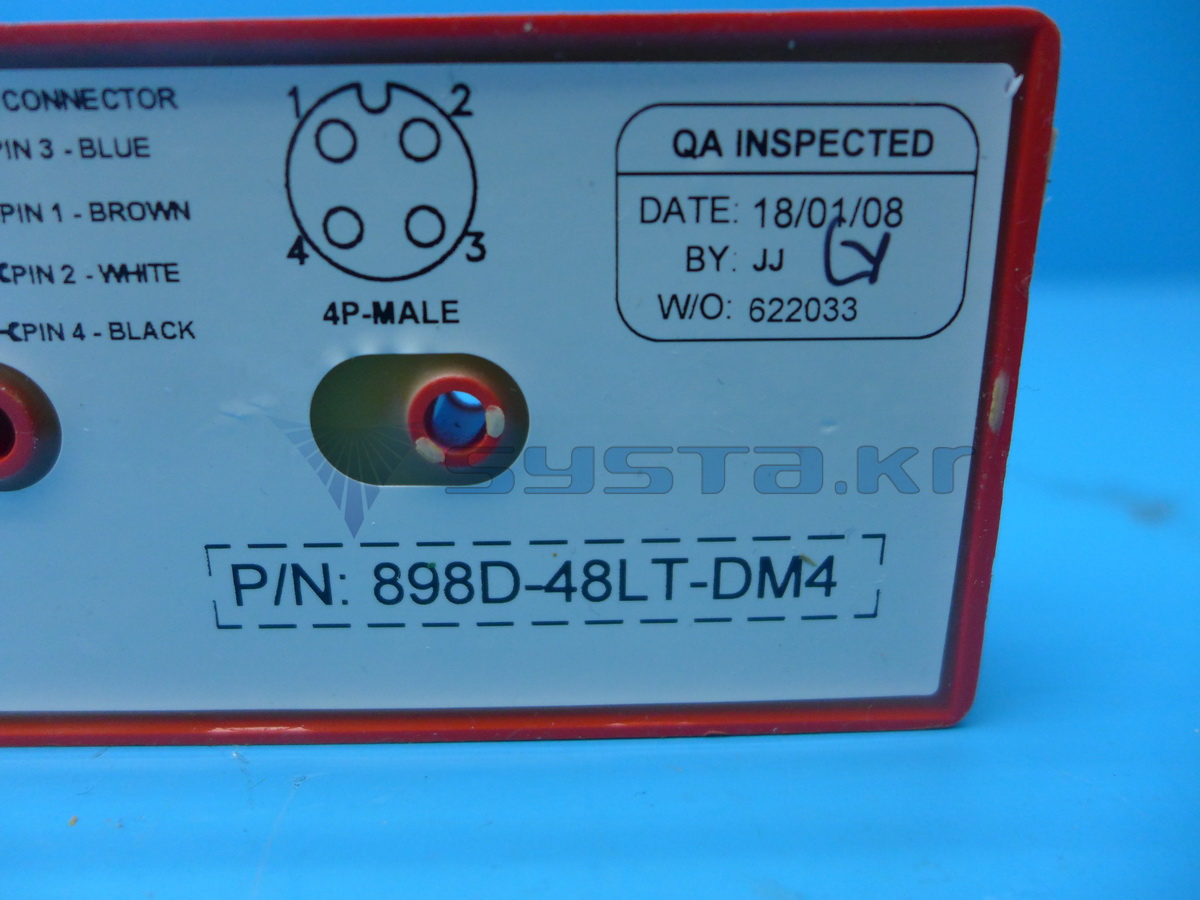 CONNECTOR
PIN 3 - BLUE
PIN 1 - BROWN
PIN 2 - WHITE
PIN 4 - BLACK
1 2
4 3
4P-MALE
QA INSPECTED
DATE: 18/01/08
BY: JJ
W/O: 622033
systa.kr
P/N: 898D-48LT-DM4